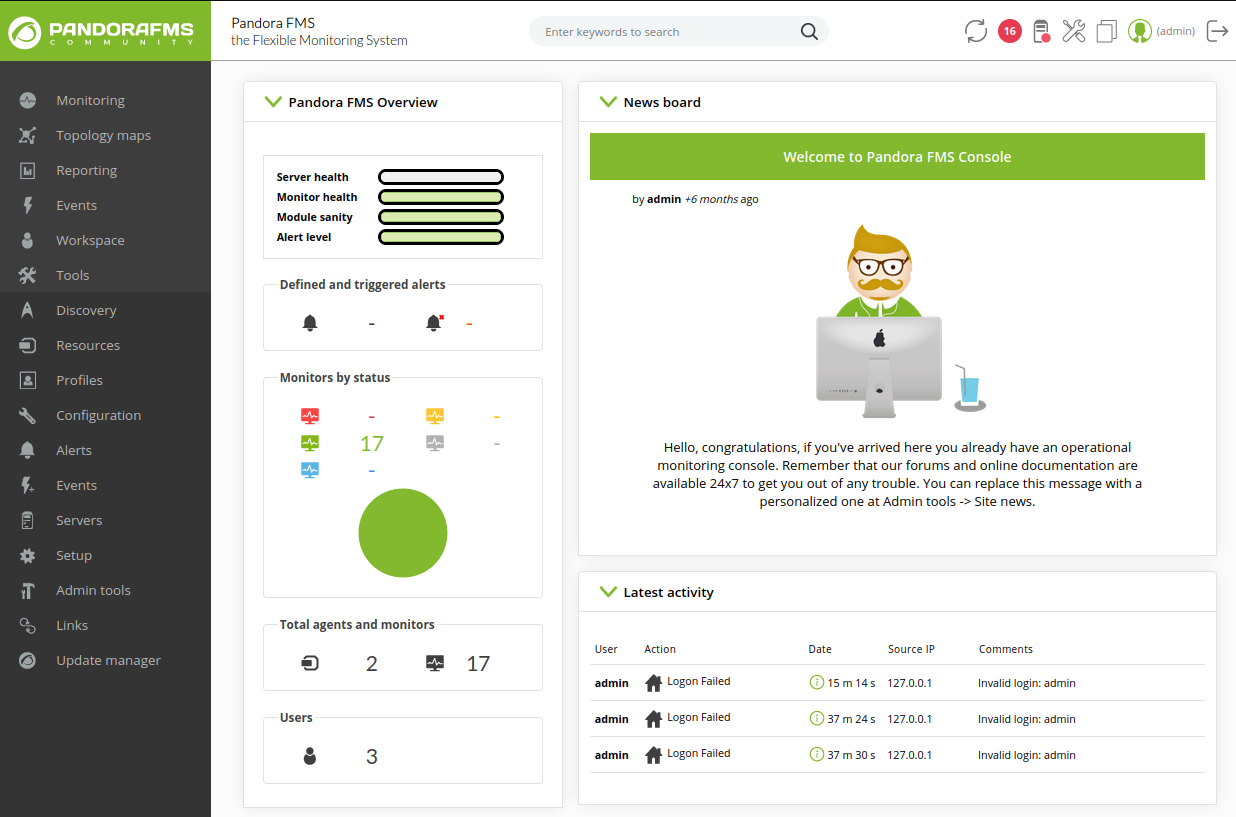 PANDORAFMS
COMMUNITY
Pandora FMS
the Flexible Monitoring System
Enter keywords to search
16
(admin)
Monitoring
Topology maps
Reporting
Events
Workspace
Tools
Discovery
Resources
Profiles
Configuration
Alerts
Events
Servers
Setup
Admin tools
Links
Update manager
Pandora FMS Overview
Server health
Monitor health
Module sanity
Alert level
Defined and triggered alerts
- -
Monitors by status
- -
17 -
-
Total agents and monitors
2 17
Users
3
News board
Welcome to Pandora FMS Console
by admin +6 months ago
Hello, congratulations, if you've arrived here you already have an operational
monitoring console. Remember that our forums and online documentation are
available 24x7 to get you out of any trouble. You can replace this message with a
personalized one at Admin tools -> Site news.
Latest activity
User Action Date Source IP Comments
admin Logon Failed 15 m 14 s 127.0.0.1 Invalid login: admin
admin Logon Failed 37 m 24 s 127.0.0.1 Invalid login: admin
admin Logon Failed 37 m 30 s 127.0.0.1 Invalid login: admin